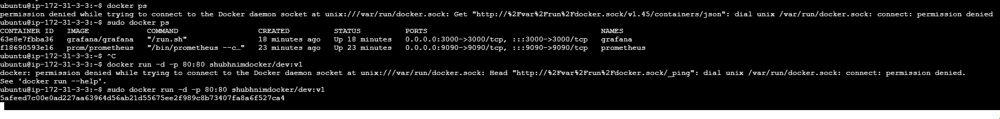 ubuntu@ip-172-31-3-3:~$ docker ps
permission denied while trying to connect to the Docker daemon socket at unix:///var/run/docker.sock: Get "http://%2Fvar%2Frun%2Fdocker.sock/v1.45/containers/json": dial unix /var/run/docker.sock: connect: permission denied
ubuntu@ip-172-31-3-3:~$ sudo docker ps
CONTAINER ID   IMAGE             COMMAND                  CREATED          STATUS          PORTS                                       NAMES
63e8e7fbba36   grafana/grafana   "/run.sh"                18 minutes ago   Up 18 minutes   0.0.0.0:3000->3000/tcp, :::3000->3000/tcp   grafana
f18690593e16   prom/prometheus   "/bin/prometheus --c…"   23 minutes ago   Up 23 minutes   0.0.0.0:9090->9090/tcp, :::9090->9090/tcp   prometheus
ubuntu@ip-172-31-3-3:~$ ^C
ubuntu@ip-172-31-3-3:~$ docker run -d -p 80:80 shubhnimdocker/dev:v1
docker: permission denied while trying to connect to the Docker daemon socket at unix:///var/run/docker.sock: Head "http://%2Fvar%2Frun%2Fdocker.sock/_ping": dial unix /var/run/docker.sock: connect: permission denied.
See 'docker run --help'.
ubuntu@ip-172-31-3-3:~$ sudo docker run -d -p 80:80 shubhnimdocker/dev:v1
5afeed7c00e0ad227aa63964d56ab21d55675ee2f989c8b73407fa8a6f527ca4